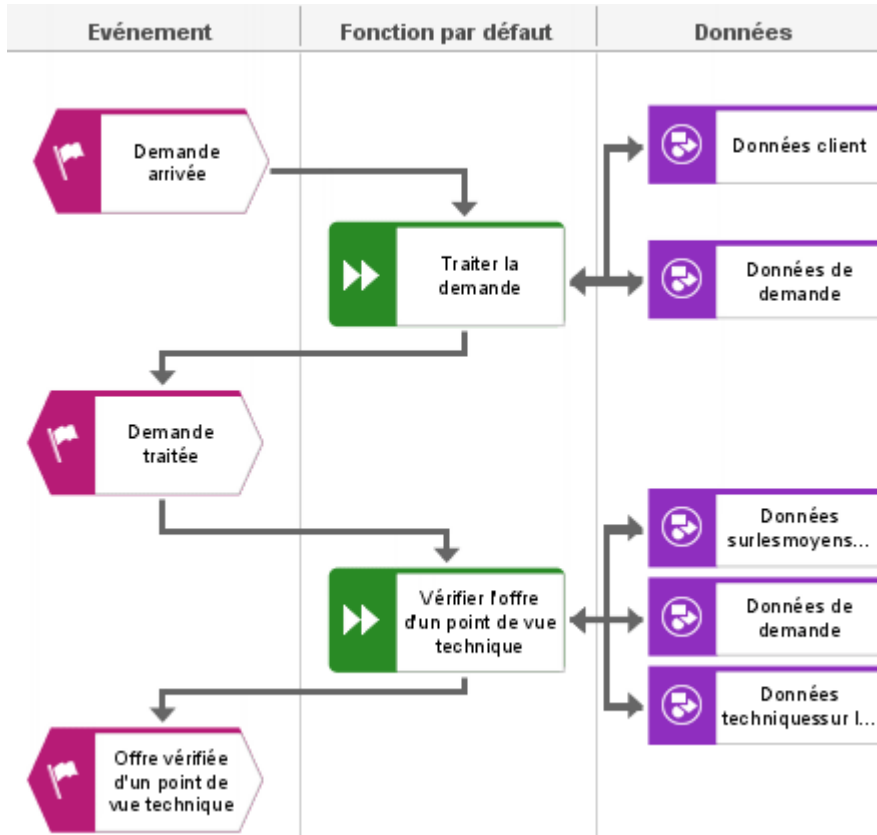 Evénement
Fonction par défaut
Données
Demande
arrivée
Données client
Traiter la
demande
Données de
demande
Demande
traitée
Données
surlesmoyens...
Vérifier l'offre
d'un point de vue
technique
Données de
demande
Données
techniquessur l...
Offre vérifiée
d'un point de
vue technique